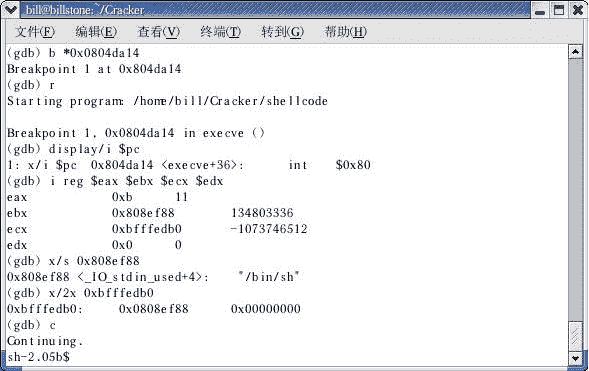 bill@billstone:~/Cracker
文件(F) 编辑(E) 查看(V) 终端(T) 转到(G) 帮助(H)
(gdb) b *0x0804da14
Breakpoint 1 at 0x804da14
(gdb) r
Starting program: /home/bill/Cracker/shellcode
Breakpoint 1, 0x0804da14 in execve ()
(gdb) display/i $pc
1: x/i $pc  0x804da14 <execve+36>:      int    $0x80
(gdb) i reg $eax $ebx $ecx $edx
eax            0xb      11
ebx            0x808ef88        134803336
ecx            0xbfffedb0       -1073746512
edx            0x0      0
(gdb) x/s 0x808ef88
0x808ef88 <_IO_stdin_used+4>:    "/bin/sh"
(gdb) x/2x 0xbfffedb0
0xbfffedb0:     0x0808ef88      0x00000000
(gdb) c
Continuing.
sh-2.05b$